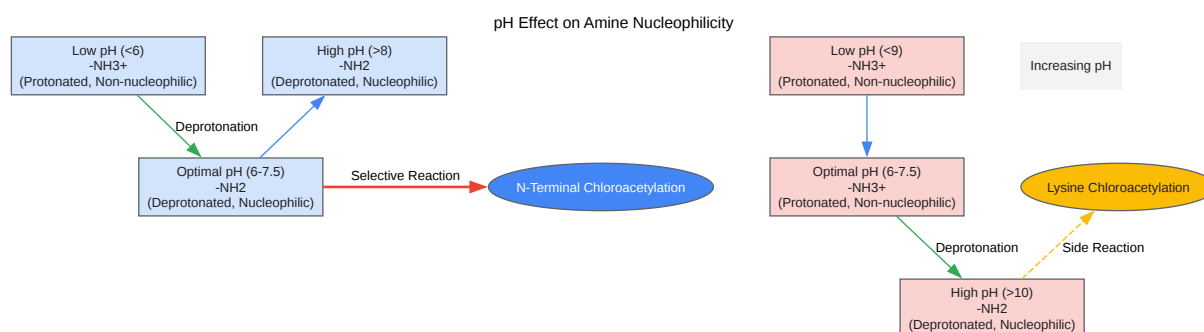 pH Effect on Amine Nucleophilicity
Low pH (<6)
-NH3+
(Protonated, Non-nucleophilic)
High pH (>8)
-NH2
(Deprotonated, Nucleophilic)
Deprotonation
Optimal pH (6-7.5)
-NH2
(Deprotonated, Nucleophilic)
Selective Reaction
N-Terminal Chloroacetylation
Low pH (<9)
-NH3+
(Protonated, Non-nucleophilic)
Increasing pH
Optimal pH (6-7.5)
-NH3+
(Protonated, Non-nucleophilic)
Lysine Chloroacetylation
Deprotonation
Side Reaction
High pH (>10)
-NH2
(Deprotonated, Nucleophilic)